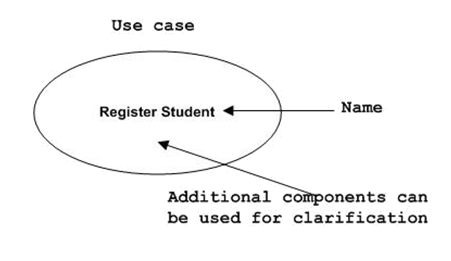 Use case
Register Student
Name
Additional components can
be used for clarification